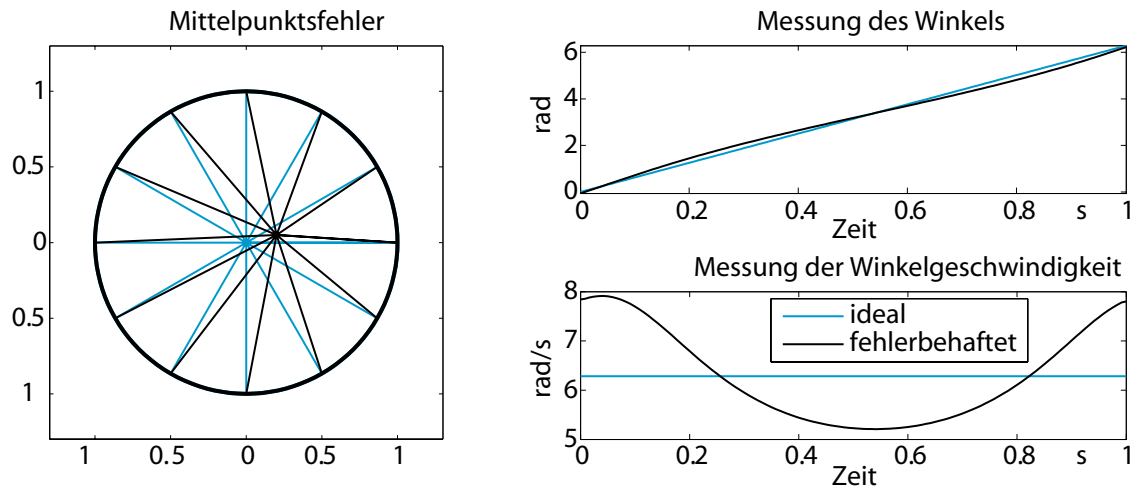 Mittelpunktsfehler
1
0.5
0
0.5
1
1 0.5 0 0.5 1
Messung des Winkels
rad
6
4
2
0
0 0.2 0.4 0.6 0.8 s 1
Zeit
Messung der Winkelgeschwindigkeit
rad/s
8
7
6
5
ideal
fehlerbehaftet
0 0.2 0.4 0.6 0.8 s 1
Zeit